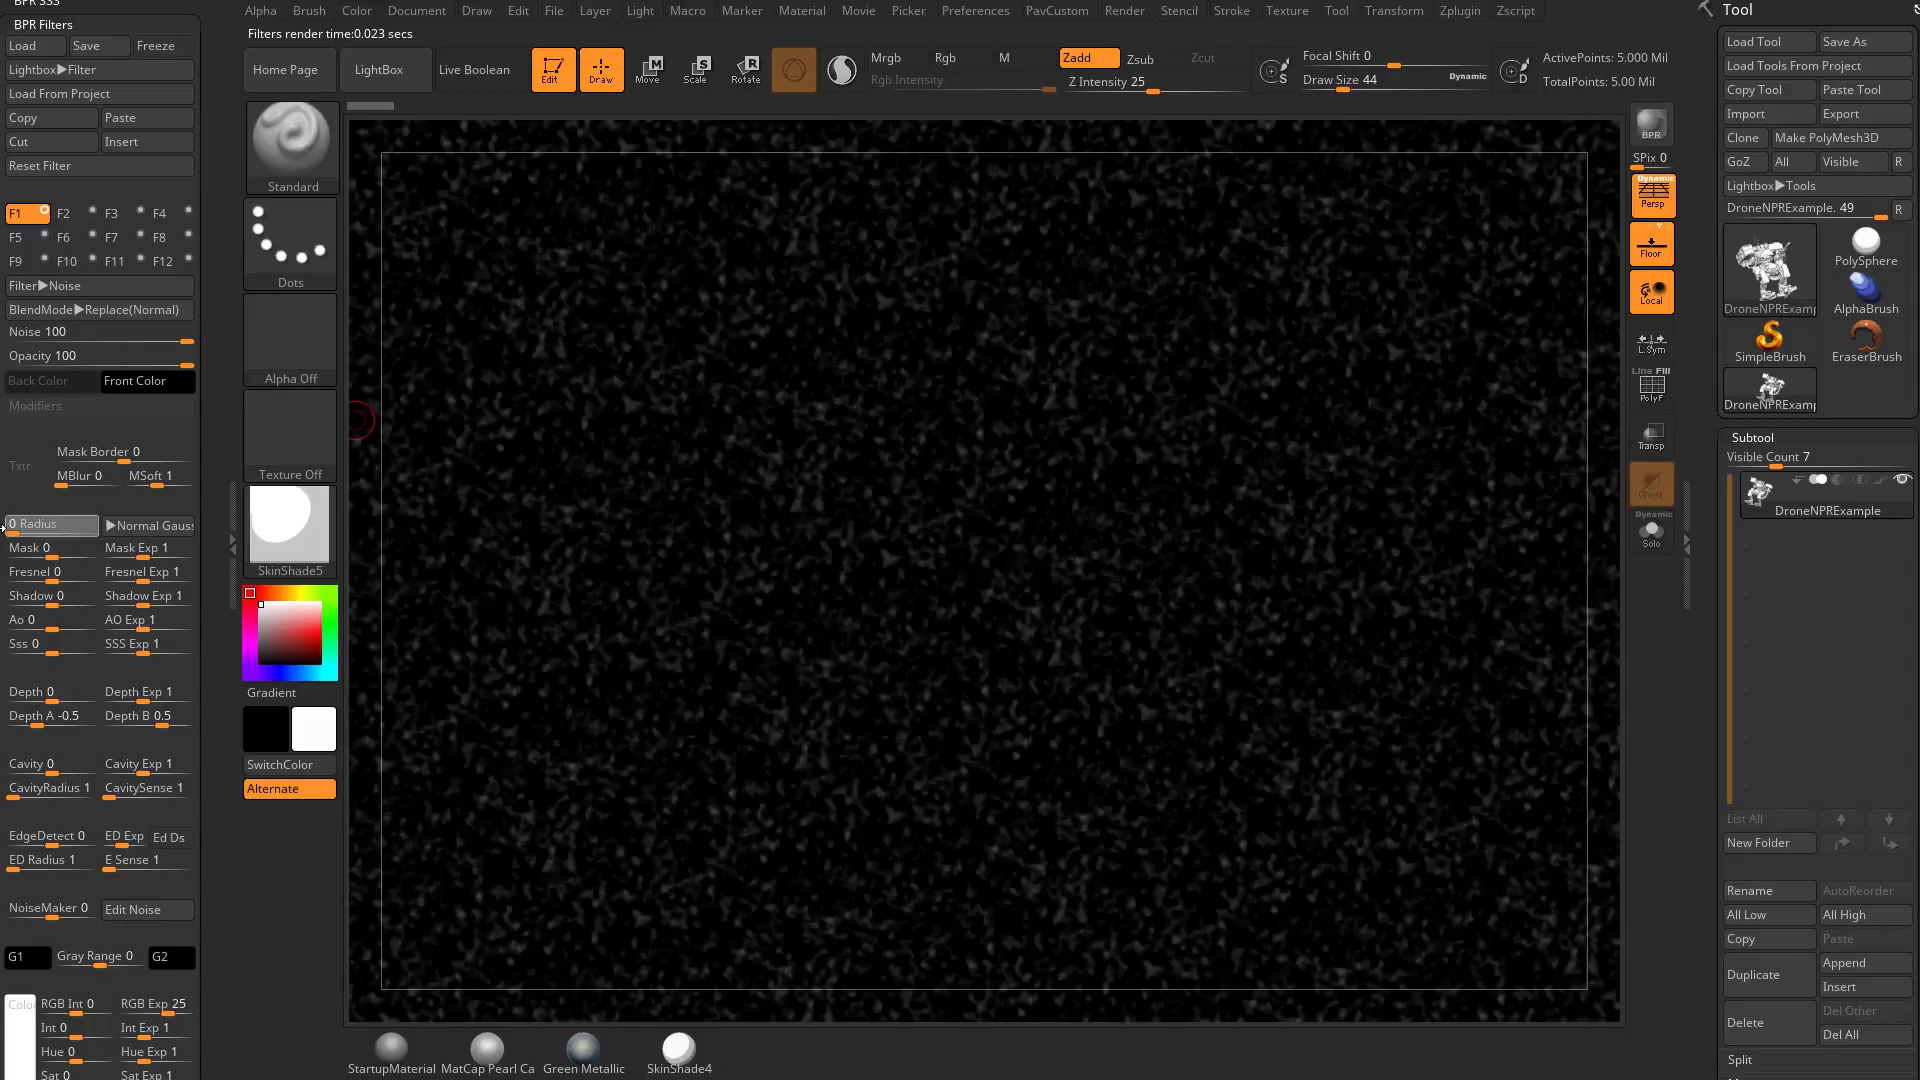 BPR Filters
Load Save Freeze
Lightbox▶Filter
Load From Project
Copy Paste
Cut Insert
Reset Filter
F1 F2 F3 F4
F5 F6 F7 F8
F9 F10 F11 F12
Filter▶Noise
BlendMode▶Replace(Normal)
Noise 100
Opacity 100
Back Color Front Color
Modifiers
Mask Border 0
Txtr
MBlur 0 MSoft 1
0 Radius ▶Normal Gauss
Mask 0 Mask Exp 1
Fresnel 0 Fresnel Exp 1
Shadow 0 Shadow Exp 1
Ao 0 AO Exp 1
Sss 0 SSS Exp 1
Depth 0 Depth Exp 1
Depth A -0.5 Depth B 0.5
Cavity 0 Cavity Exp 1
CavityRadius 1 CavitySense 1
EdgeDetect 0 ED Exp Ed Ds
ED Radius 1 E Sense 1
NoiseMaker 0 Edit Noise
G1 Gray Range 0 G2
RGB Int 0 RGB Exp 25
Int 0 Int Exp 1
Hue 0 Hue Exp 1
Sat 0 Sat Exp 1
Alpha Brush Color Document Draw Edit File Layer Light Macro Marker Material Movie Picker Preferences PavCustom Render Stencil Stroke Texture Tool Transform Zplugin Zscript
Filters render time:0.023 secs
Home Page LightBox Live Boolean
Edit Draw Move Scale Rotate
Mrgb Rgb M
Rgb Intensity
Zadd Zsub Zcut
Z Intensity 25
Focal Shift 0
Draw Size 44 Dynamic
ActivePoints: 5.000 Mil
TotalPoints: 5.00 Mil
Standard
Dots
Alpha Off
Texture Off
SkinShade5
Gradient
SwitchColor
Alternate
StartupMaterial MatCap Pearl Ca Green Metallic SkinShade4
BPR
SPix 0
Dynamic
Persp
Floor
Local
L.Sym
Line Fill
PolyF
Transp
Ghost
Dynamic
Solo
Tool
Load Tool Save As
Load Tools From Project
Copy Tool Paste Tool
Import Export
Clone Make PolyMesh3D
GoZ All Visible R
Lightbox▶Tools
DroneNPRExample. 49 R
PolySphere
DroneNPRExamp AlphaBrush
SimpleBrush EraserBrush
DroneNPRExamp
Subtool
Visible Count 7
DroneNPRExample
List All
New Folder
Rename AutoReorder
All Low All High
Copy Paste
Duplicate Append
Insert
Delete Del Other
Del All
Split